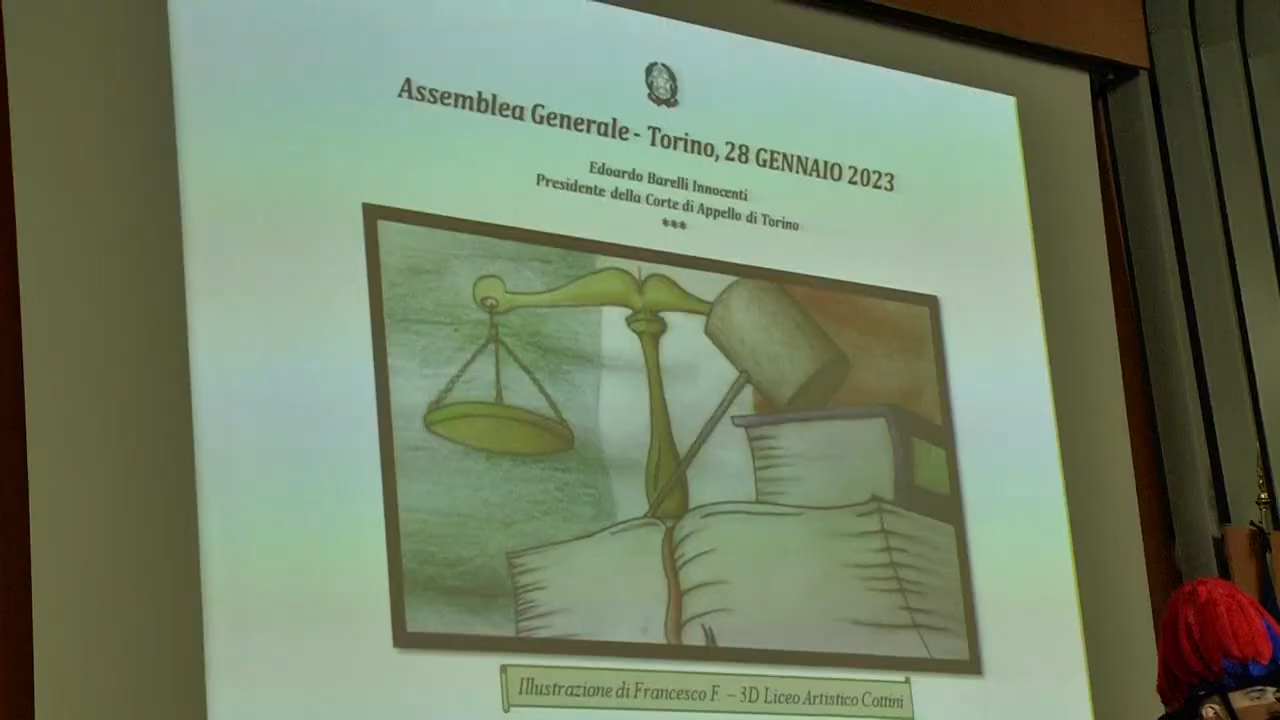 Assemblea Generale - Torino, 28 GENNAIO 2023
Edoardo Barelli Innocenti
Presidente della Corte di Appello di Torino
***
Illustrazione di Francesco F. – 3D Liceo Artistico Cottini